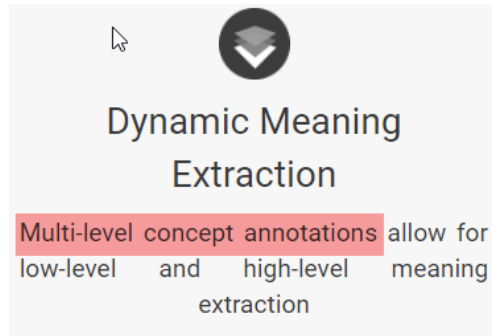 Dynamic Meaning
Extraction
Multi-level concept annotations allow for
low-level and high-level meaning
extraction